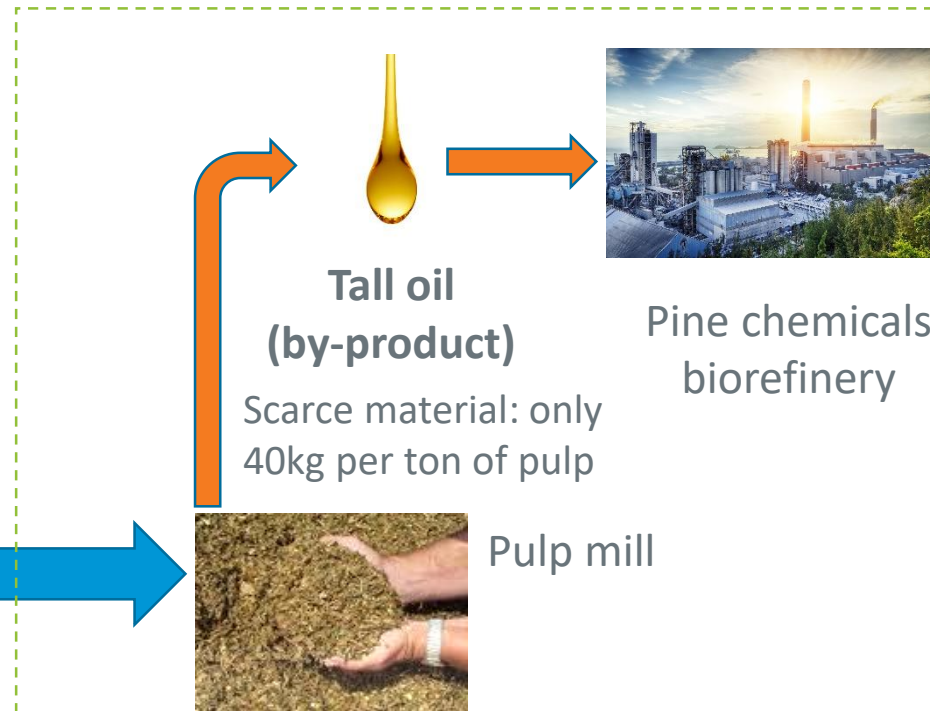 Tall oil
(by-product)
Scarce material: only
40kg per ton of pulp
Pine chemicals
biorefinery
Pulp mill